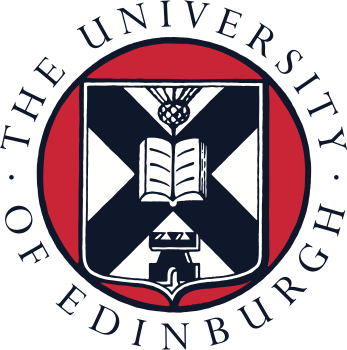 · THE UNIVERSITY ·
OF EDINBURGH